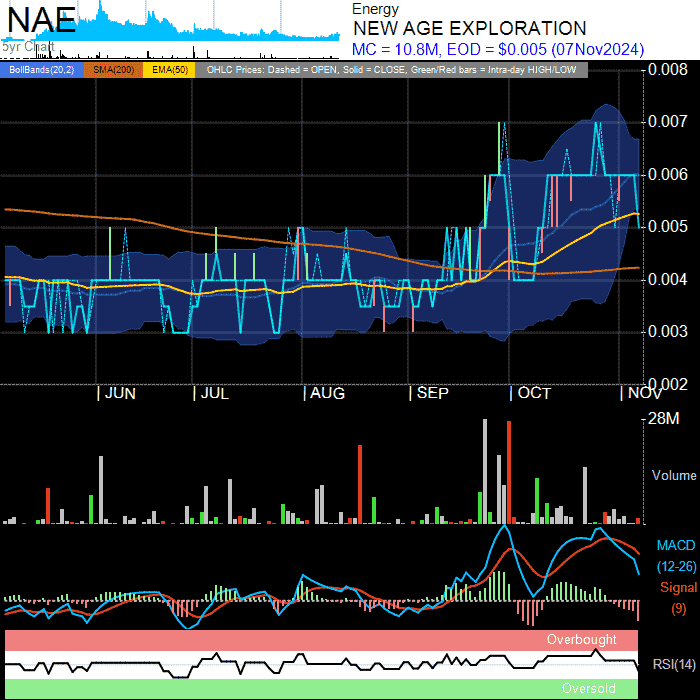 NAE
5yr Chart
Energy
NEW AGE EXPLORATION
MC = 10.8M, EOD = $0.005 (07Nov2024)
BollBands(20,2) SMA(200) EMA(50) OHLC Prices: Dashed = OPEN, Solid = CLOSE, Green/Red bars = Intra-day HIGH/LOW
0.008
0.007
0.006
0.005
0.004
0.003
0.002
JUN JUL AUG SEP OCT NOV
28M
Volume
MACD
(12-26)
Signal
(9)
Overbought
RSI(14)
Oversold